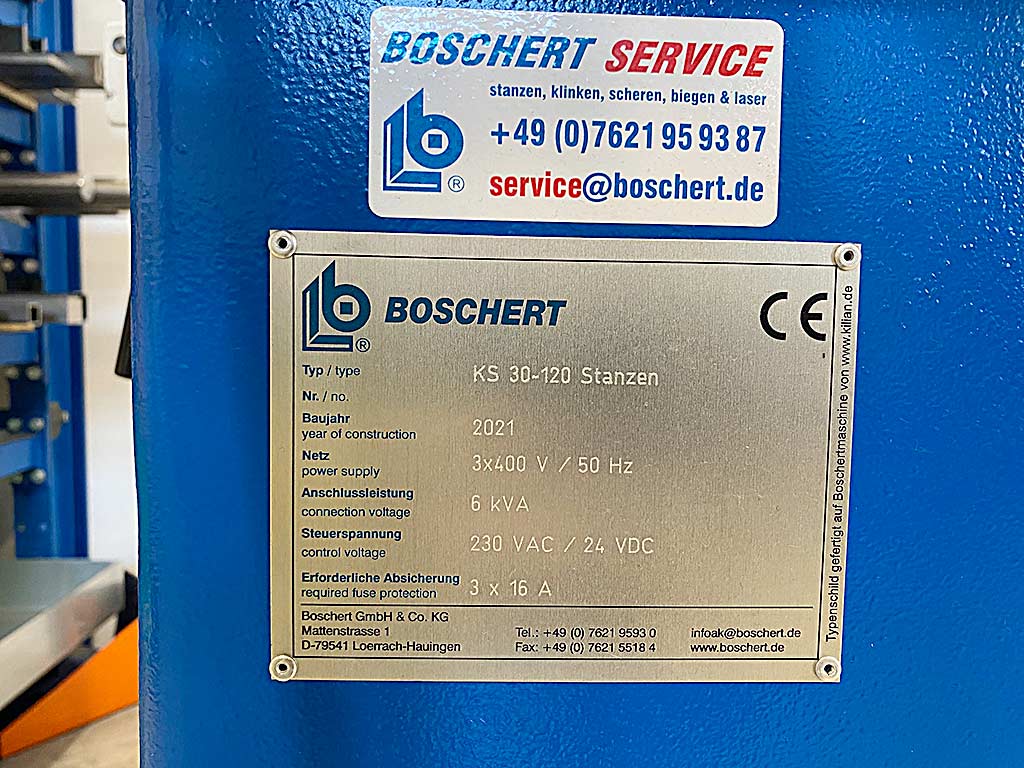 BOSCHERT SERVICE
stanzen, klinken, scheren, biegen & laser
+49 (0)7621 95 93 87
service@boschert.de
®
BOSCHERT
®
CE
Typ / type KS 30-120 Stanzen
Nr. / no.
Baujahr
year of construction 2021
Netz
power supply 3x400 V / 50 Hz
Anschlussleistung
connection voltage 6 kVA
Steuerspannung
control voltage 230 VAC / 24 VDC
Erforderliche Absicherung
required fuse protection 3 x 16 A
Boschert GmbH & Co. KG
Mattenstrasse 1 Tel.: +49 (0) 7621 9593 0 infoak@boschert.de
D-79541 Loerrach-Hauingen Fax: +49 (0) 7621 5518 4 www.boschert.de
Typenschild gefertigt auf Boschertmaschine von www.kilian.de